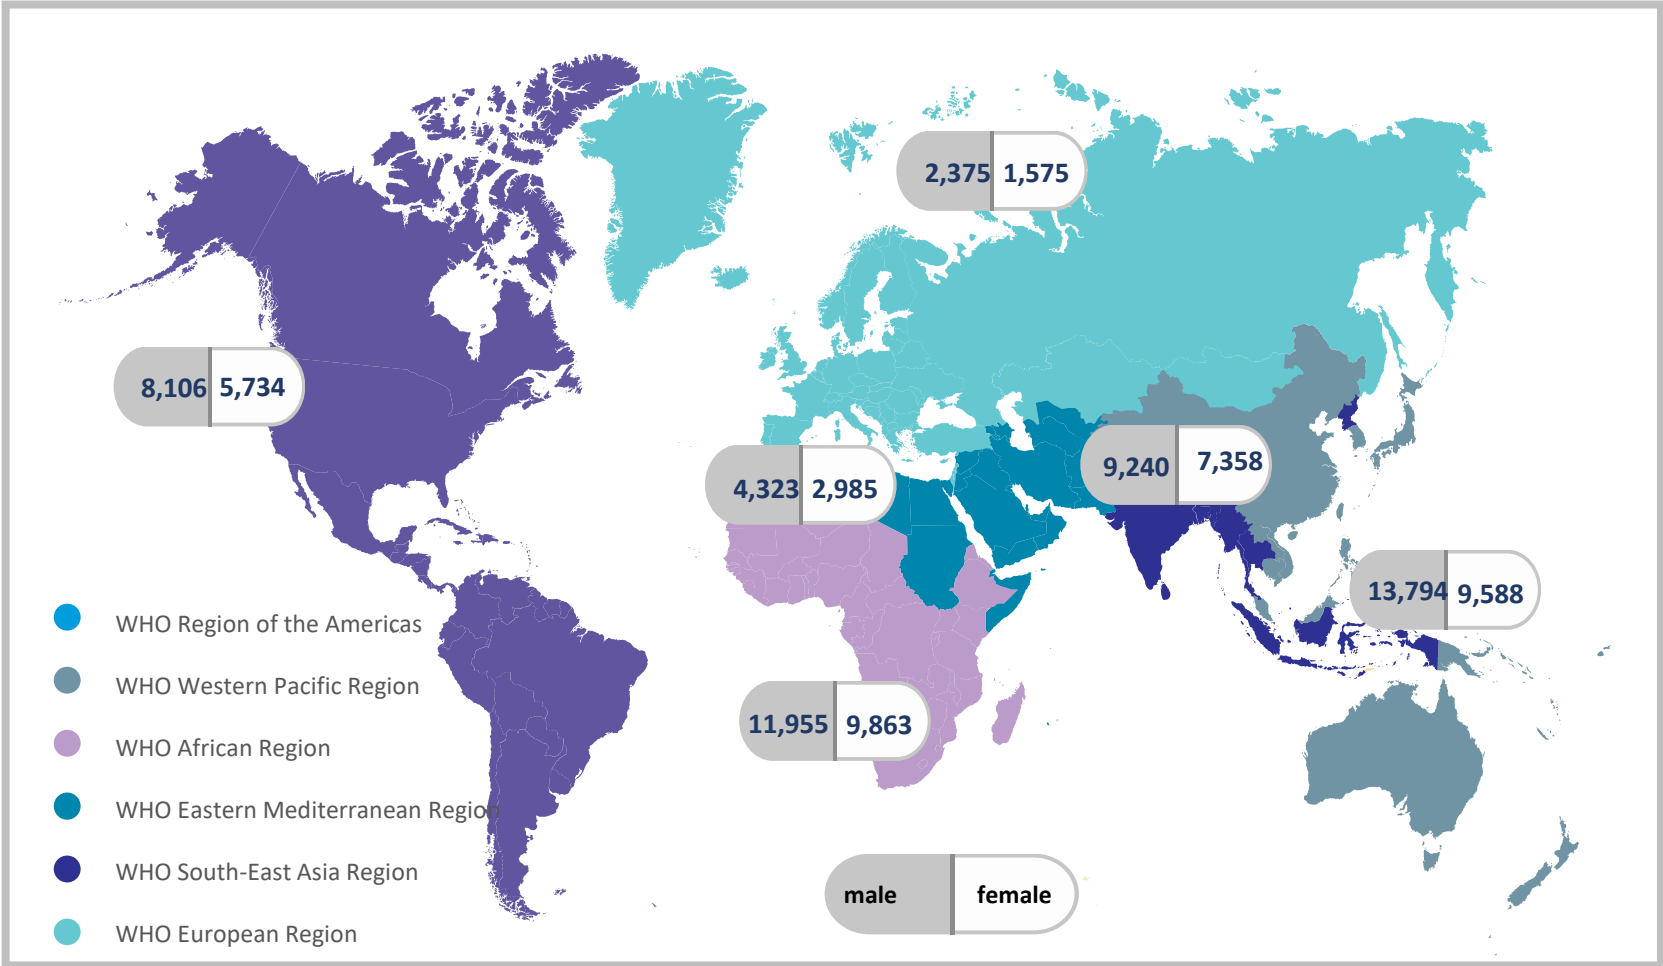 2,375 1,575
8,106 5,734
4,323 2,985
9,240 7,358
13,794 9,588
11,955 9,863
WHO Region of the Americas
WHO Western Pacific Region
WHO African Region
WHO Eastern Mediterranean Region
WHO South-East Asia Region
WHO European Region
male female